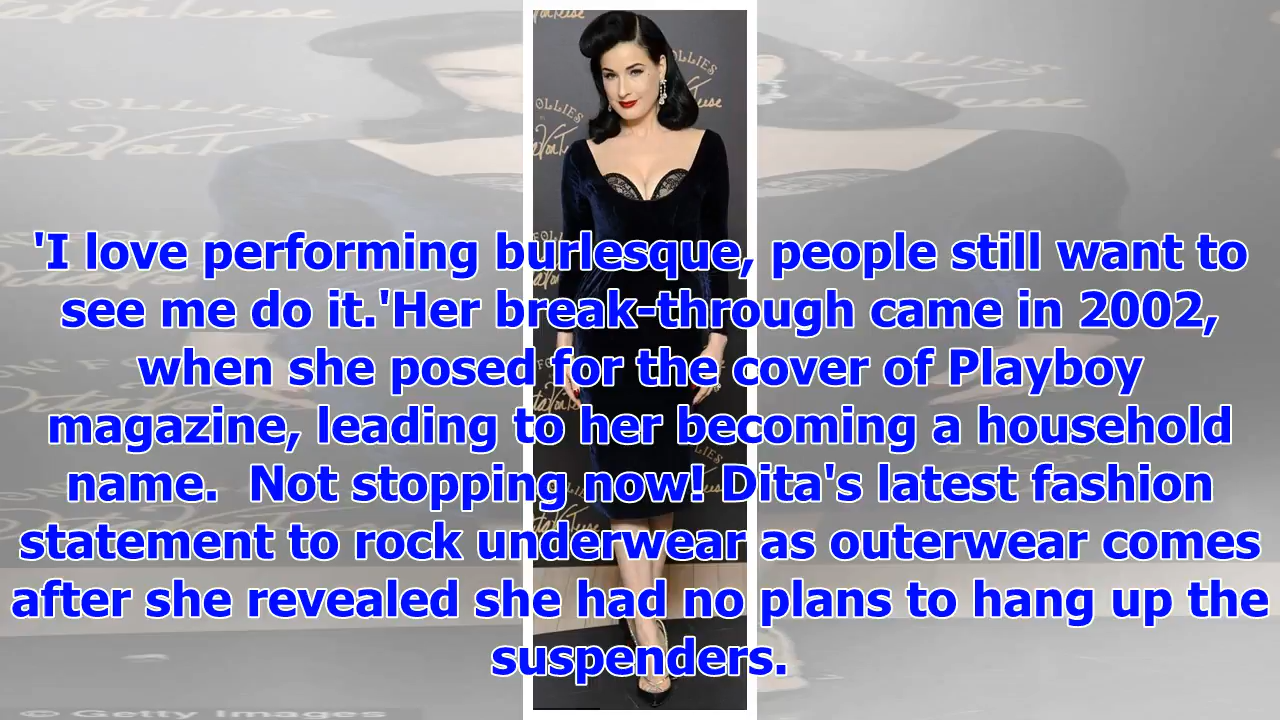 'I love performing burlesque, people still want to
see me do it.'Her break-through came in 2002,
when she posed for the cover of Playboy
magazine, leading to her becoming a household
name.  Not stopping now! Dita's latest fashion
statement to rock underwear as outerwear comes
after she revealed she had no plans to hang up the
suspenders.
FOLLIES
© Getty Images